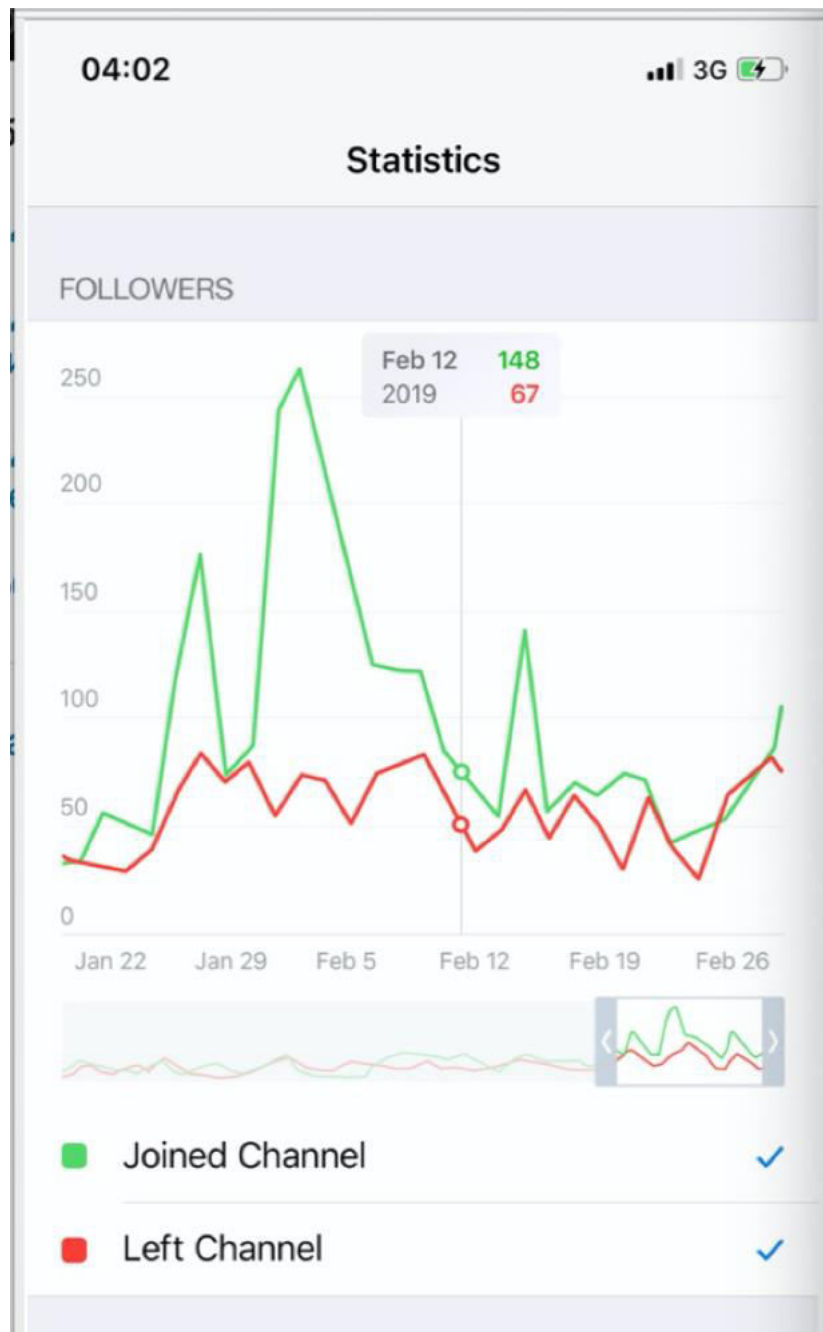 04:02 3G
Statistics
FOLLOWERS
Feb 12 148
2019 67
250
200
150
100
50
0
Jan 22 Jan 29 Feb 5 Feb 12 Feb 19 Feb 26
Joined Channel
Left Channel